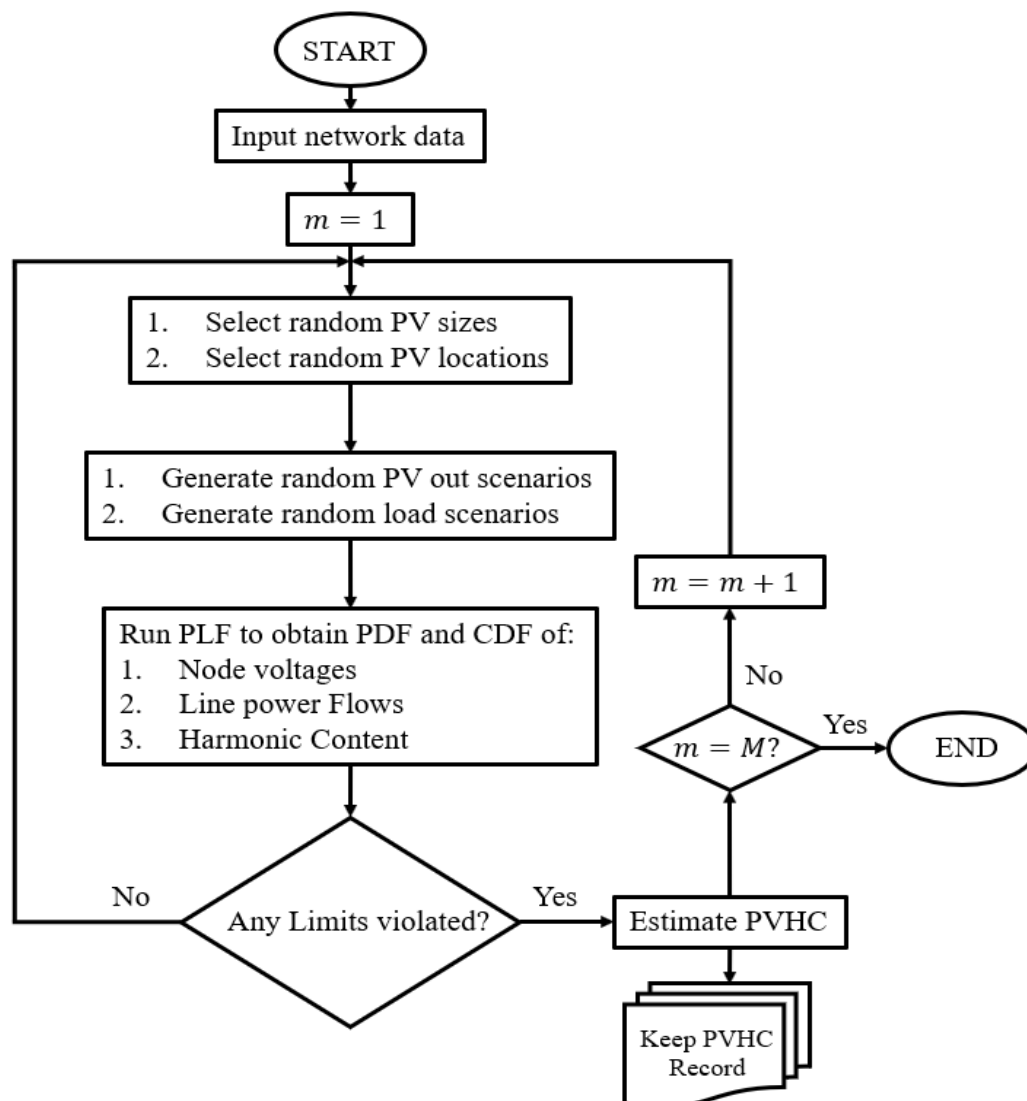 START
Input network data
m = 1
1. Select random PV sizes
2. Select random PV locations
1. Generate random PV out scenarios
2. Generate random load scenarios
m = m + 1
Run PLF to obtain PDF and CDF of:
1. Node voltages
2. Line power Flows
3. Harmonic Content
No
m = M?
Yes
END
No
Any Limits violated?
Yes
Estimate PVHC
Keep PVHC
Record